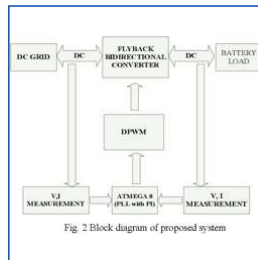 DC GRID
DC
FLYBACK
BIDIRECTIONAL
CONVERTER
DC
BATTERY
LOAD
DPWM
V,I
MEASUREMENT
ATMEGA 8
(PLL with PI)
V, I
MEASUREMENT
Fig. 2 Block diagram of proposed system